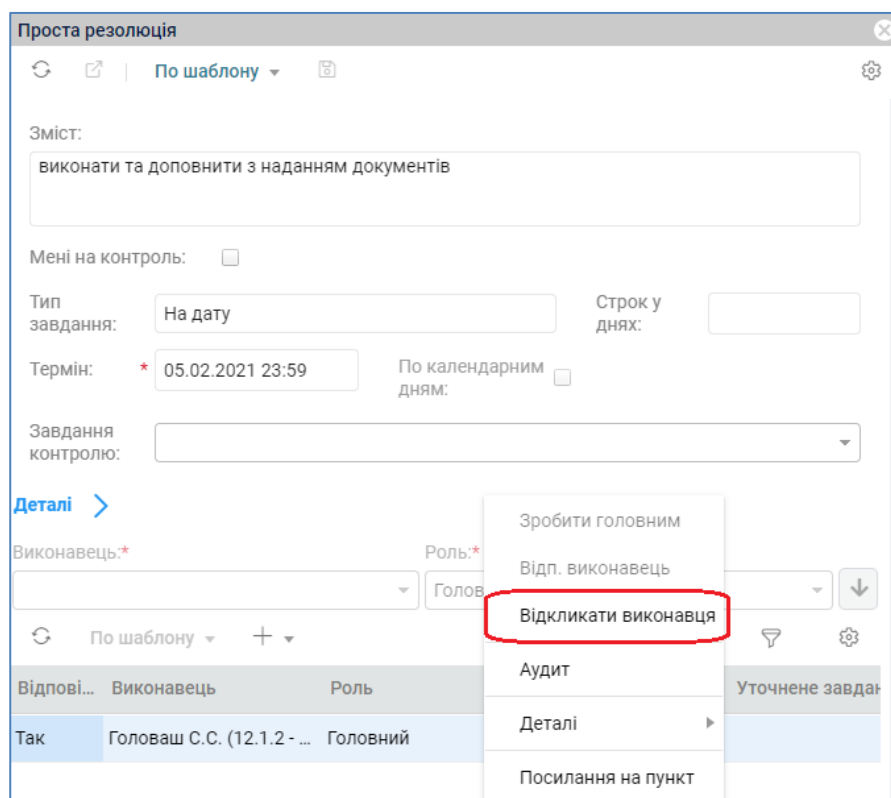 Проста резолюція
По шаблону
Зміст:
виконати та доповнити з наданням документів
Мені на контроль:
Тип завдання:
На дату
Строк у днях:
Термін: *
05.02.2021 23:59
По календарним дням:
Завдання контролю:
Деталі
Виконавець:*
Роль:*
Голов
По шаблону
Зробити головним
Відп. виконавець
Відкликати виконавця
Аудит
Деталі
Посилання на пункт
Відпові... Виконавець Роль Уточнене завдан
Так Головаш С.С. (12.1.2 - ... Головний